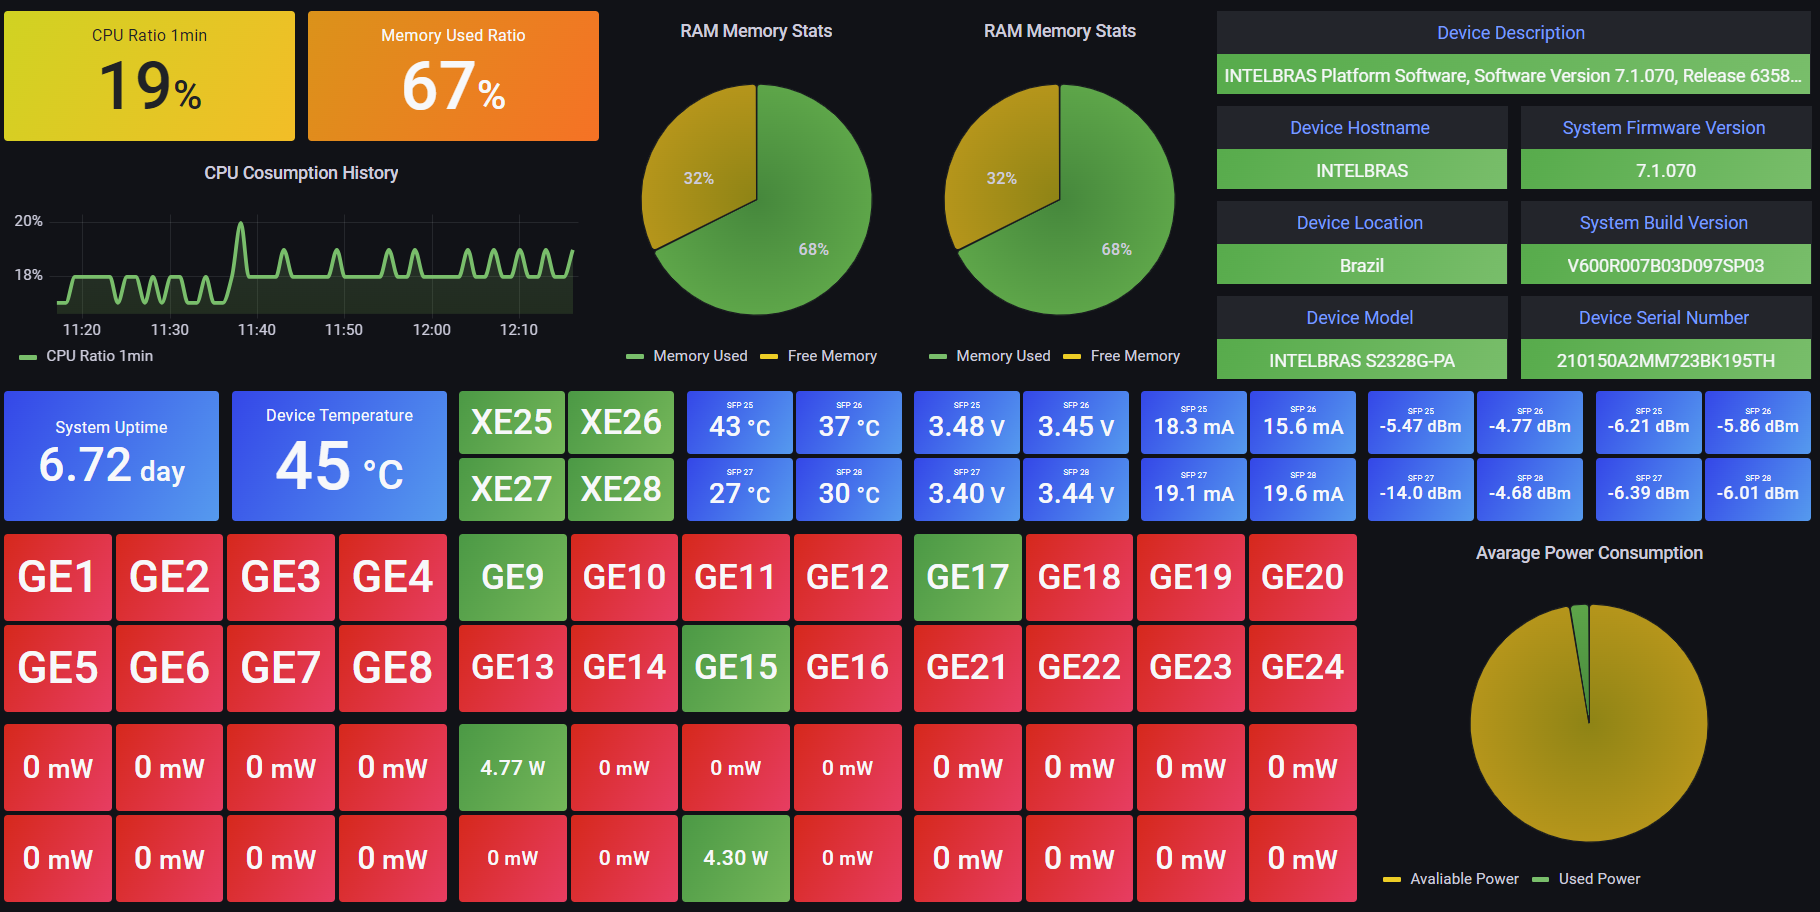 CPU Ratio 1min
19%
Memory Used Ratio
67%
CPU Cosumption History
20%
18%
11:20 11:30 11:40 11:50 12:00 12:10
CPU Ratio 1min
RAM Memory Stats
32%
68%
Memory Used Free Memory
RAM Memory Stats
32%
68%
Memory Used Free Memory
Device Description
INTELBRAS Platform Software, Software Version 7.1.070, Release 6358...
Device Hostname
INTELBRAS
System Firmware Version
7.1.070
Device Location
Brazil
System Build Version
V600R007B03D097SP03
Device Model
INTELBRAS S2328G-PA
Device Serial Number
210150A2MM723BK195TH
System Uptime
6.72 day
Device Temperature
45 °C
XE25 XE26
XE27 XE28
SFP 25 SFP 26
43 °C 37 °C
SFP 27 SFP 28
27 °C 30 °C
SFP 25 SFP 26
3.48 V 3.45 V
SFP 27 SFP 28
3.40 V 3.44 V
SFP 25 SFP 26
18.3 mA 15.6 mA
SFP 27 SFP 28
19.1 mA 19.6 mA
SFP 25 SFP 26
-5.47 dBm -4.77 dBm
SFP 27 SFP 28
-14.0 dBm -4.68 dBm
SFP 25 SFP 26
-6.21 dBm -5.86 dBm
SFP 27 SFP 28
-6.39 dBm -6.01 dBm
GE1 GE2 GE3 GE4 GE9 GE10 GE11 GE12 GE17 GE18 GE19 GE20
GE5 GE6 GE7 GE8 GE13 GE14 GE15 GE16 GE21 GE22 GE23 GE24
0 mW 0 mW 0 mW 0 mW 4.77 W 0 mW 0 mW 0 mW 0 mW 0 mW 0 mW 0 mW
0 mW 0 mW 0 mW 0 mW 0 mW 0 mW 4.30 W 0 mW 0 mW 0 mW 0 mW 0 mW
Avarage Power Consumption
Avaliable Power Used Power